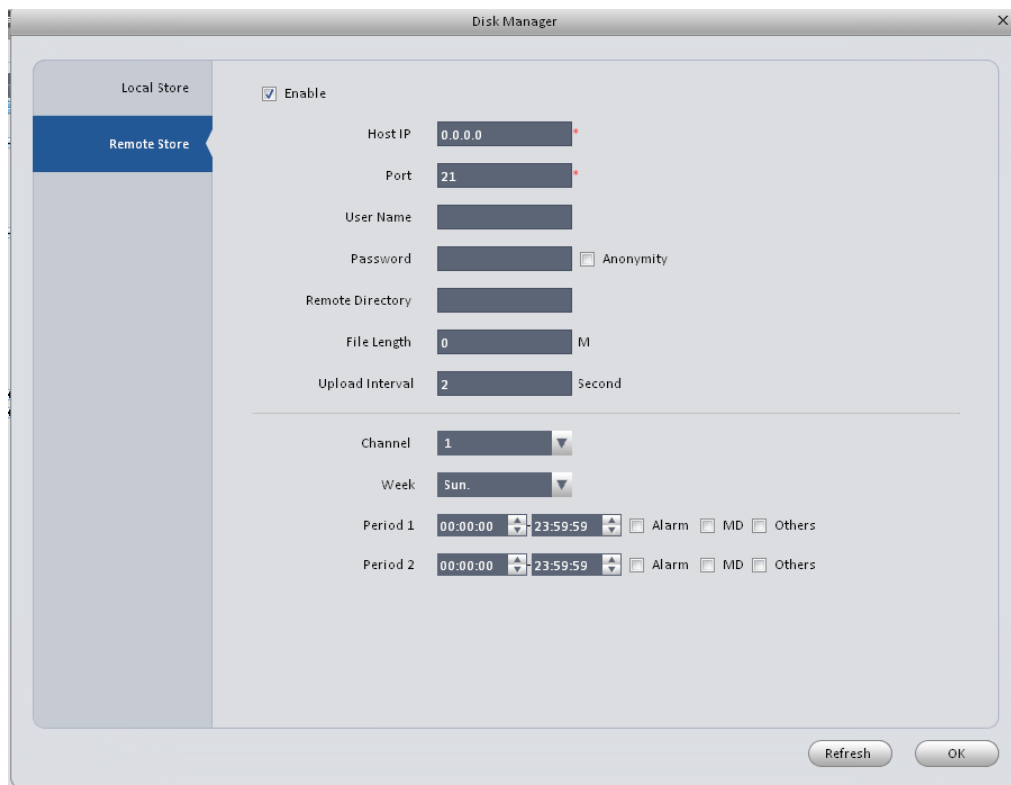 Disk Manager
Local Store
Remote Store
Enable
Host IP 0.0.0.0 *
Port 21 *
User Name
Password Anonymity
Remote Directory
File Length 0 M
Upload Interval 2 Second
Channel 1
Week Sun.
Period 1 00:00:00 - 23:59:59 Alarm MD Others
Period 2 00:00:00 - 23:59:59 Alarm MD Others
Refresh OK